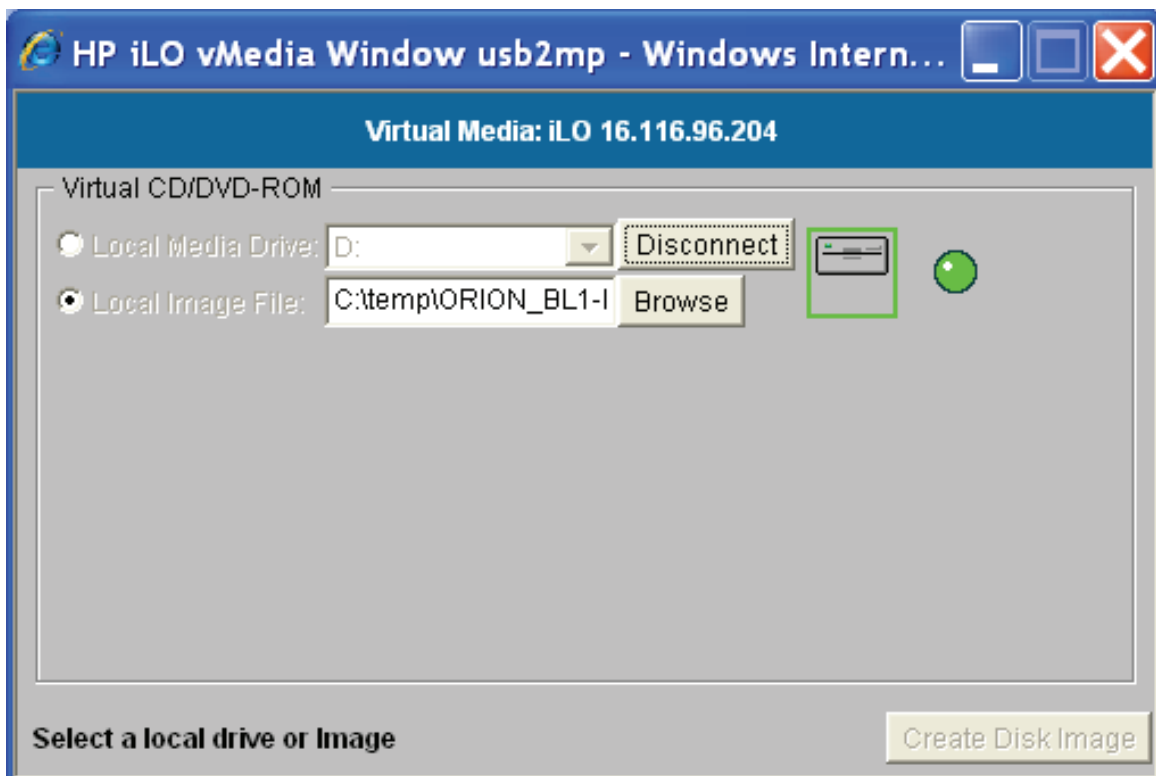 HP iLO vMedia Window usb2mp - Windows Intern...
Virtual Media: iLO 16.116.96.204
Virtual CD/DVD-ROM
Local Media Drive: D: Disconnect
Local Image File: C:\temp\ORION_BL1-I Browse
Select a local drive or Image Create Disk Image